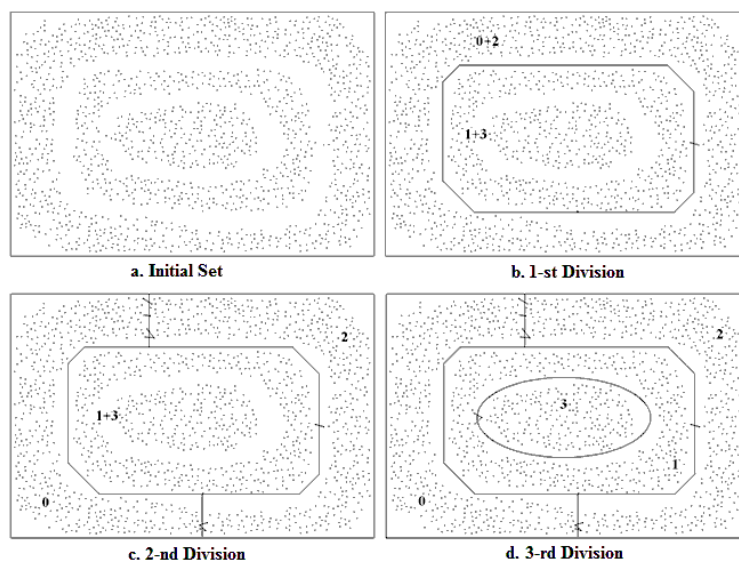 0+2
1+3
a. Initial Set
b. 1-st Division
2
1+3
0
c. 2-nd Division
2
3
1
0
d. 3-rd Division